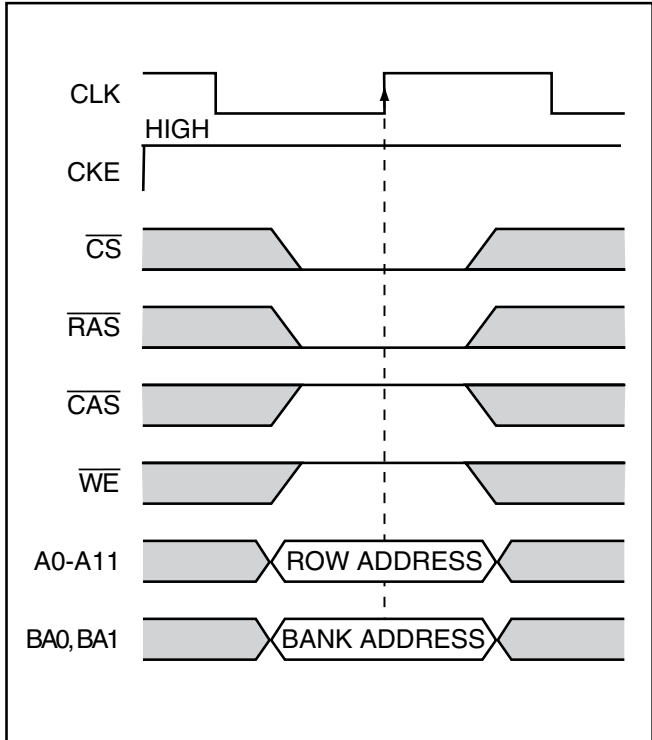 CLK
HIGH
CKE
CS
RAS
CAS
WE
A0-A11 ROW ADDRESS
BA0, BA1 BANK ADDRESS